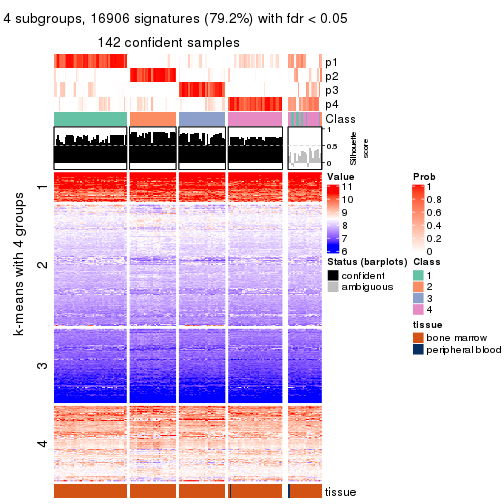 4 subgroups, 16906 signatures (79.2%) with fdr < 0.05
142 confident samples
p1
p2
p3
p4
Class
1
0.5
0
Silhouette
score
k-means with 4 groups
1
2
3
4
tissue
Value
11
10
9
8
7
6
Prob
1
0.8
0.6
0.4
0.2
0
Status (barplots)
confident
ambiguous
Class
1
2
3
4
tissue
bone marrow
peripheral blood